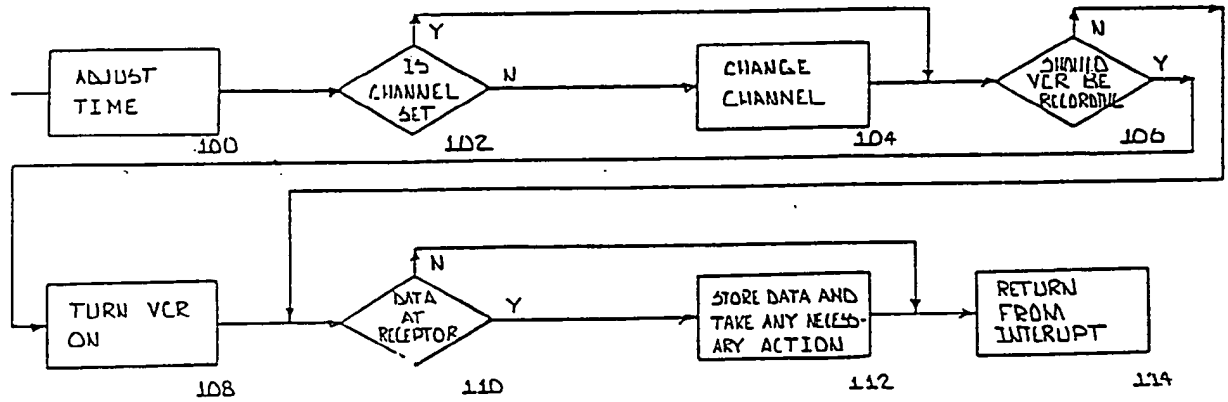 ADJUST
TIME
100
Y
IS
CHANNEL
SET
N
102
CHANGE
CHANNEL
104
N
SHOULD
VCR BE
RECORDING
Y
106
TURN VCR
ON
108
N
DATA
AT
RECEPTOR
Y
110
STORE DATA AND
TAKE ANY NECESS-
ARY ACTION
112
RETURN
FROM
INTERUPT
114